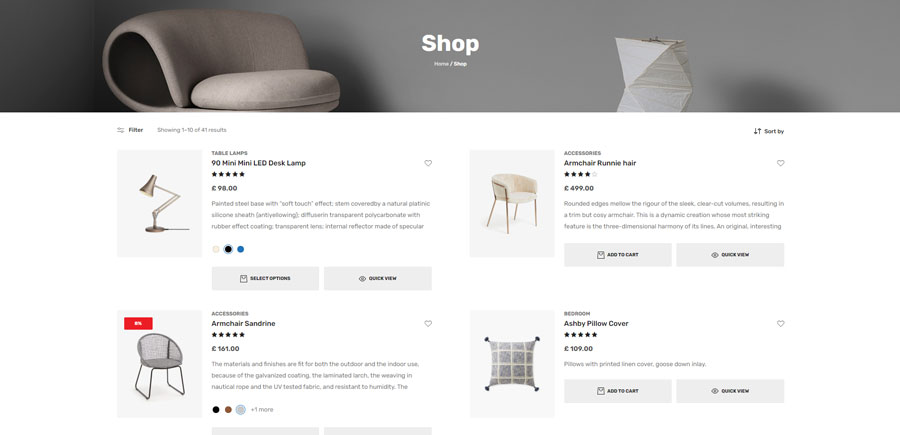 Shop
Home / Shop
Filter
Showing 1–10 of 41 results
Sort by
TABLE LAMPS
90 Mini Mini LED Desk Lamp
£ 98.00
Painted steel base with "soft touch" effect; stem coveredby a natural platinic
silicone sheath (antiyellowing); diffuserin transparent polycarbonate with
rubber effect coating; transparent lens; internal reflector made of specular
SELECT OPTIONS
QUICK VIEW
ACCESSORIES
Armchair Runnie hair
£ 499.00
Rounded edges mellow the rigour of the sleek, clear-cut volumes, resulting in
a trim but cosy armchair. This is a dynamic creation whose most striking
feature is the three-dimensional harmony of its lines. An original, interesting
ADD TO CART
QUICK VIEW
8%
ACCESSORIES
Armchair Sandrine
£ 161.00
The materials and finishes are fit for both the outdoor and the indoor use,
because of the galvanized coating, the laminated larch, the weaving in
nautical rope and the UV tested fabric, and resistant to humidity. The
+1 more
BEDROOM
Ashby Pillow Cover
£ 109.00
Pillows with printed linen cover, goose down inlay.
ADD TO CART
QUICK VIEW